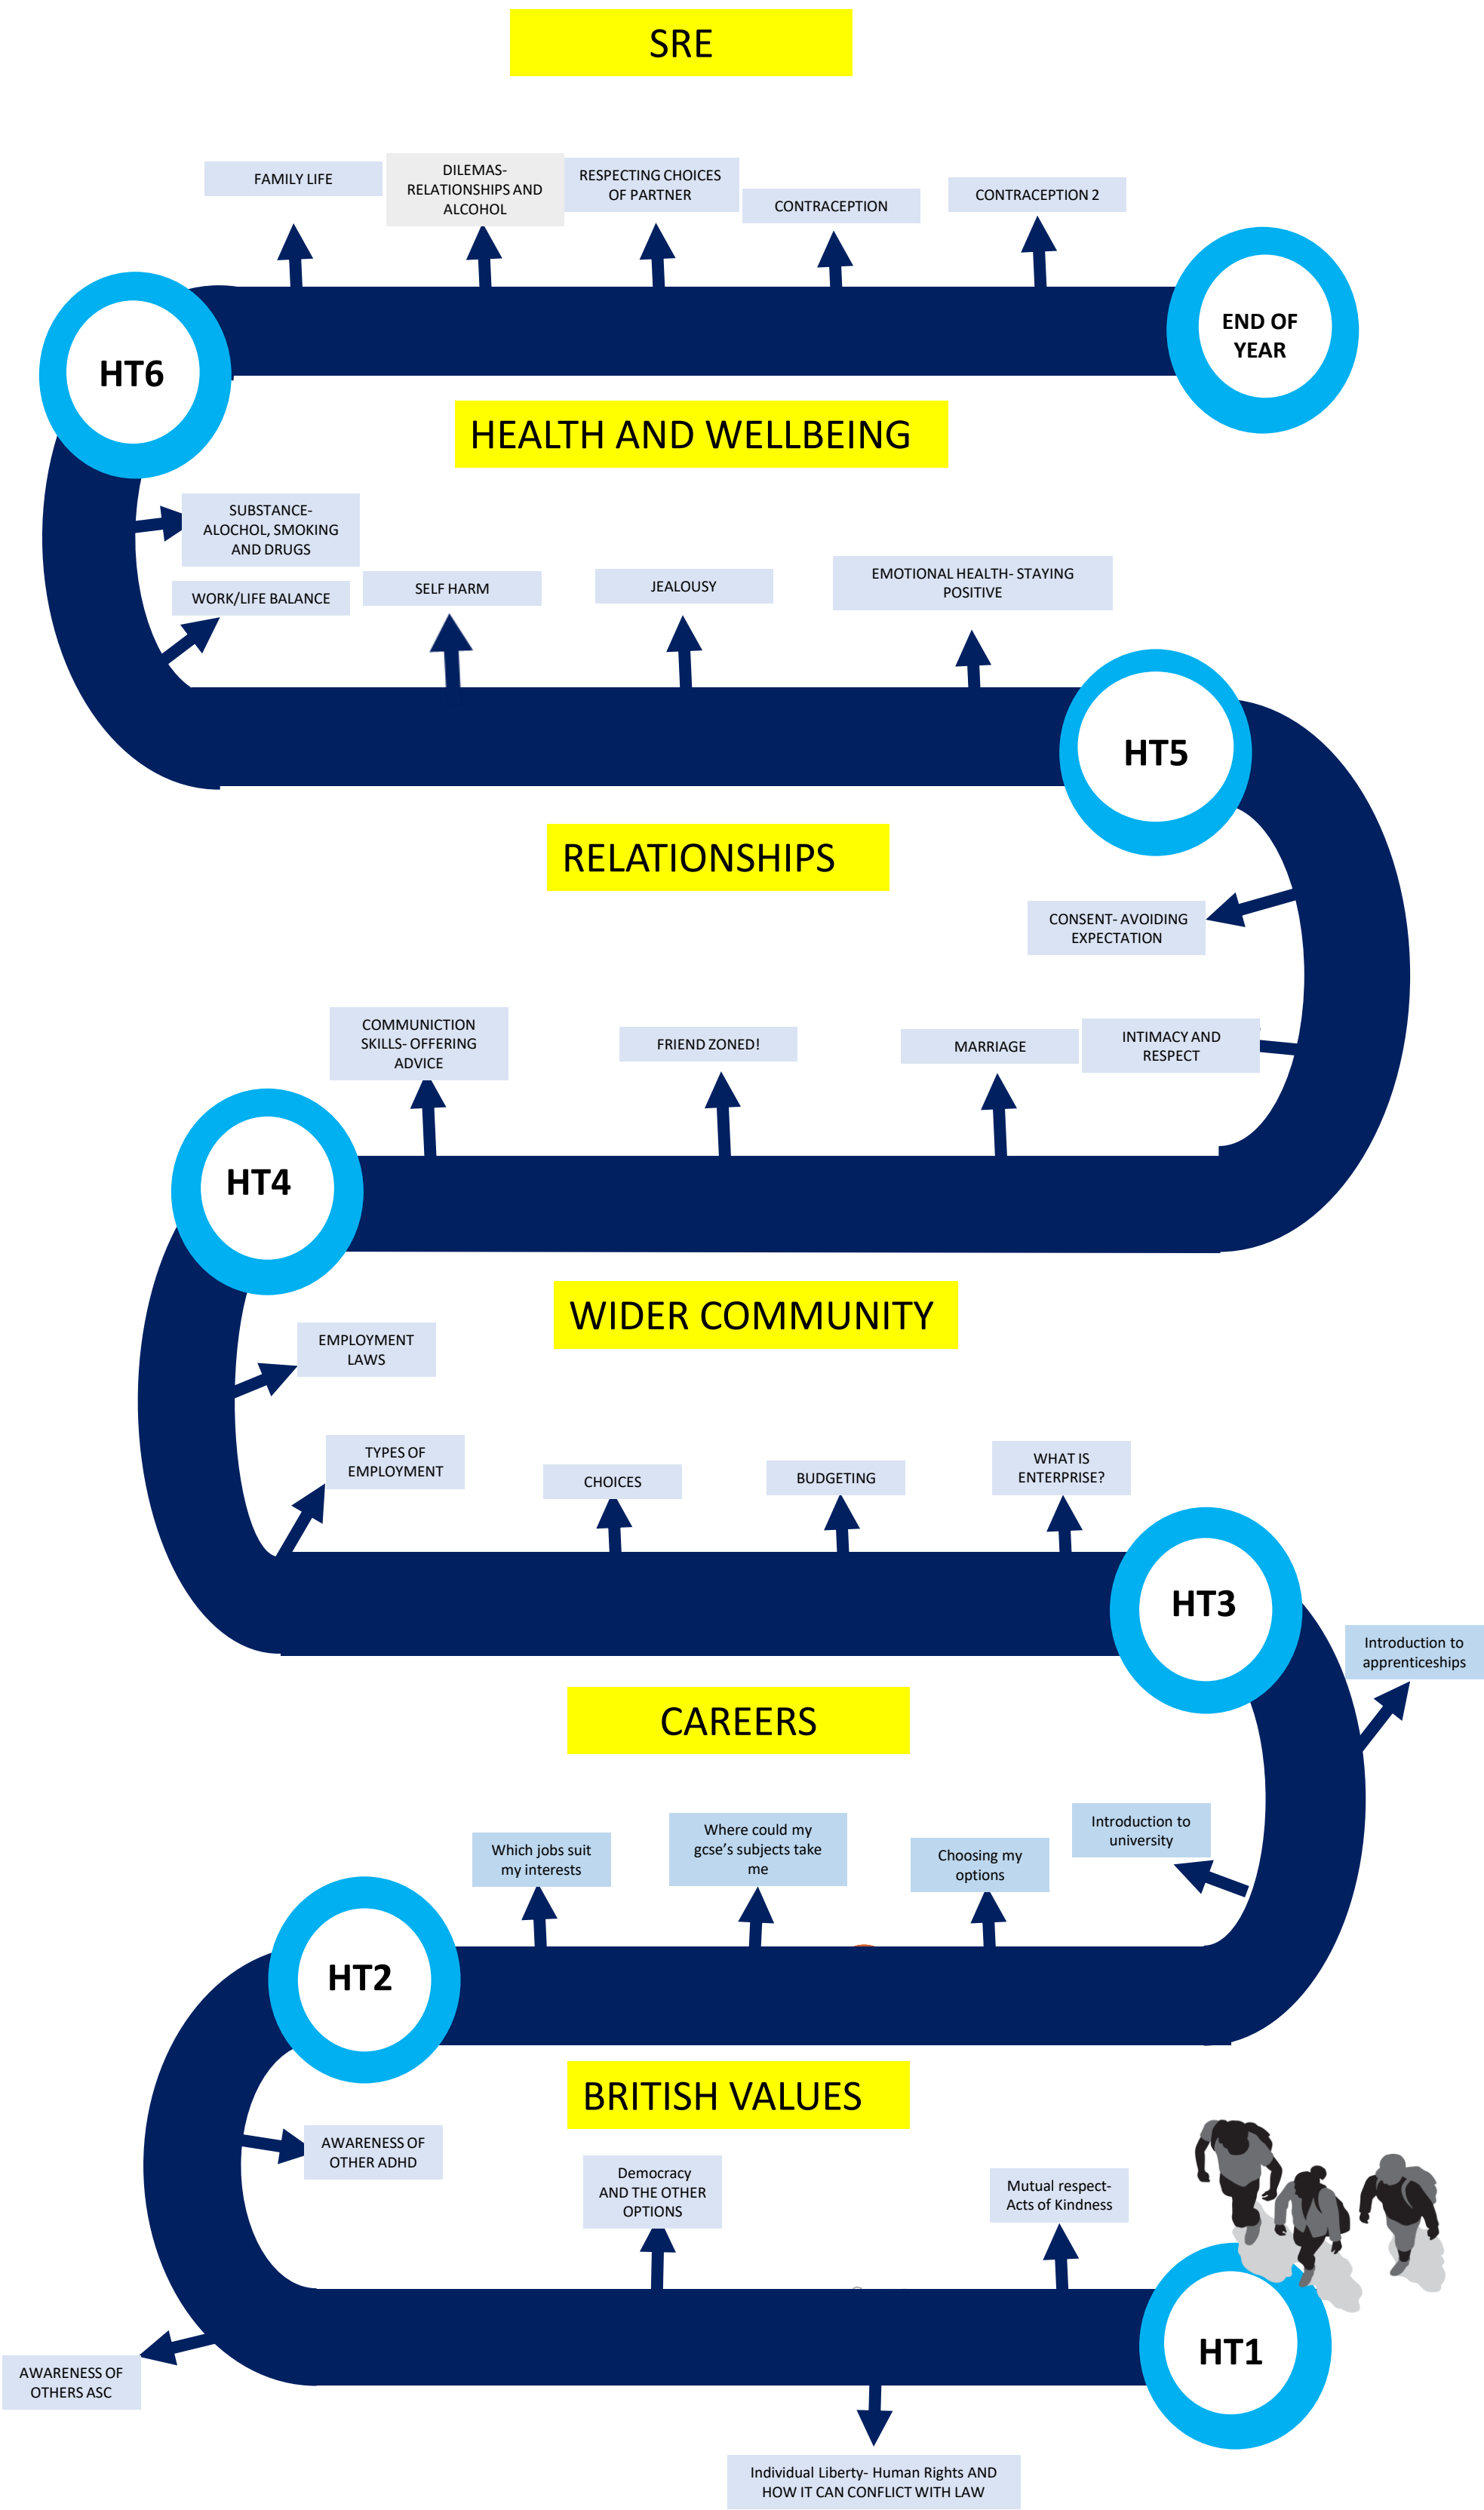 SRE
FAMILY LIFE
DILEMAS-
RELATIONSHIPS AND
ALCOHOL
RESPECTING CHOICES
OF PARTNER
CONTRACEPTION
CONTRACEPTION 2
END OF
YEAR
HT6
HEALTH AND WELLBEING
SUBSTANCE-
ALOCHOL, SMOKING
AND DRUGS
WORK/LIFE BALANCE
SELF HARM
JEALOUSY
EMOTIONAL HEALTH- STAYING
POSITIVE
HT5
RELATIONSHIPS
CONSENT- AVOIDING
EXPECTATION
COMMUNICTION
SKILLS- OFFERING
ADVICE
FRIEND ZONED!
MARRIAGE
INTIMACY AND
RESPECT
HT4
WIDER COMMUNITY
EMPLOYMENT
LAWS
TYPES OF
EMPLOYMENT
CHOICES
BUDGETING
WHAT IS
ENTERPRISE?
HT3
Introduction to
apprenticeships
CAREERS
Which jobs suit
my interests
Where could my
gcse's subjects take
me
Choosing my
options
Introduction to
university
HT2
BRITISH VALUES
AWARENESS OF
OTHER ADHD
Democracy
AND THE OTHER
OPTIONS
Mutual respect-
Acts of Kindness
HT1
AWARENESS OF
OTHERS ASC
Individual Liberty- Human Rights AND
HOW IT CAN CONFLICT WITH LAW